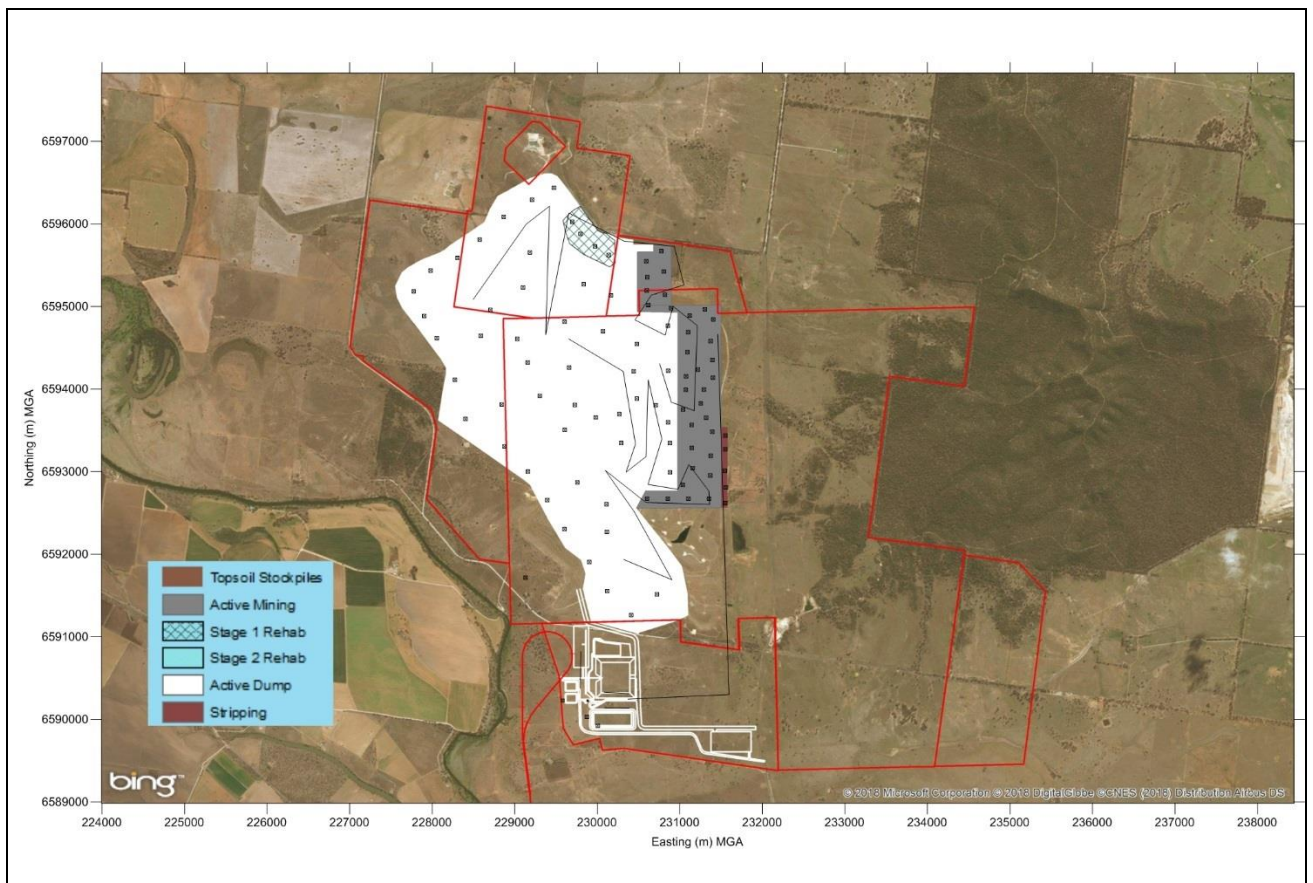 6597000
6596000
6595000
6594000
6593000
6592000
6591000
6590000
6589000
Northing (m) MGA
Topsoil Stockpiles
Active Mining
Stage 1 Rehab
Stage 2 Rehab
Active Dump
Stripping
bing™
© 2018 Microsoft Corporation © 2018 DigitalGlobe ©CNES (2018) Distribution Airbus DS
224000 225000 226000 227000 228000 229000 230000 231000 232000 233000 234000 235000 236000 237000 238000
Easting (m) MGA